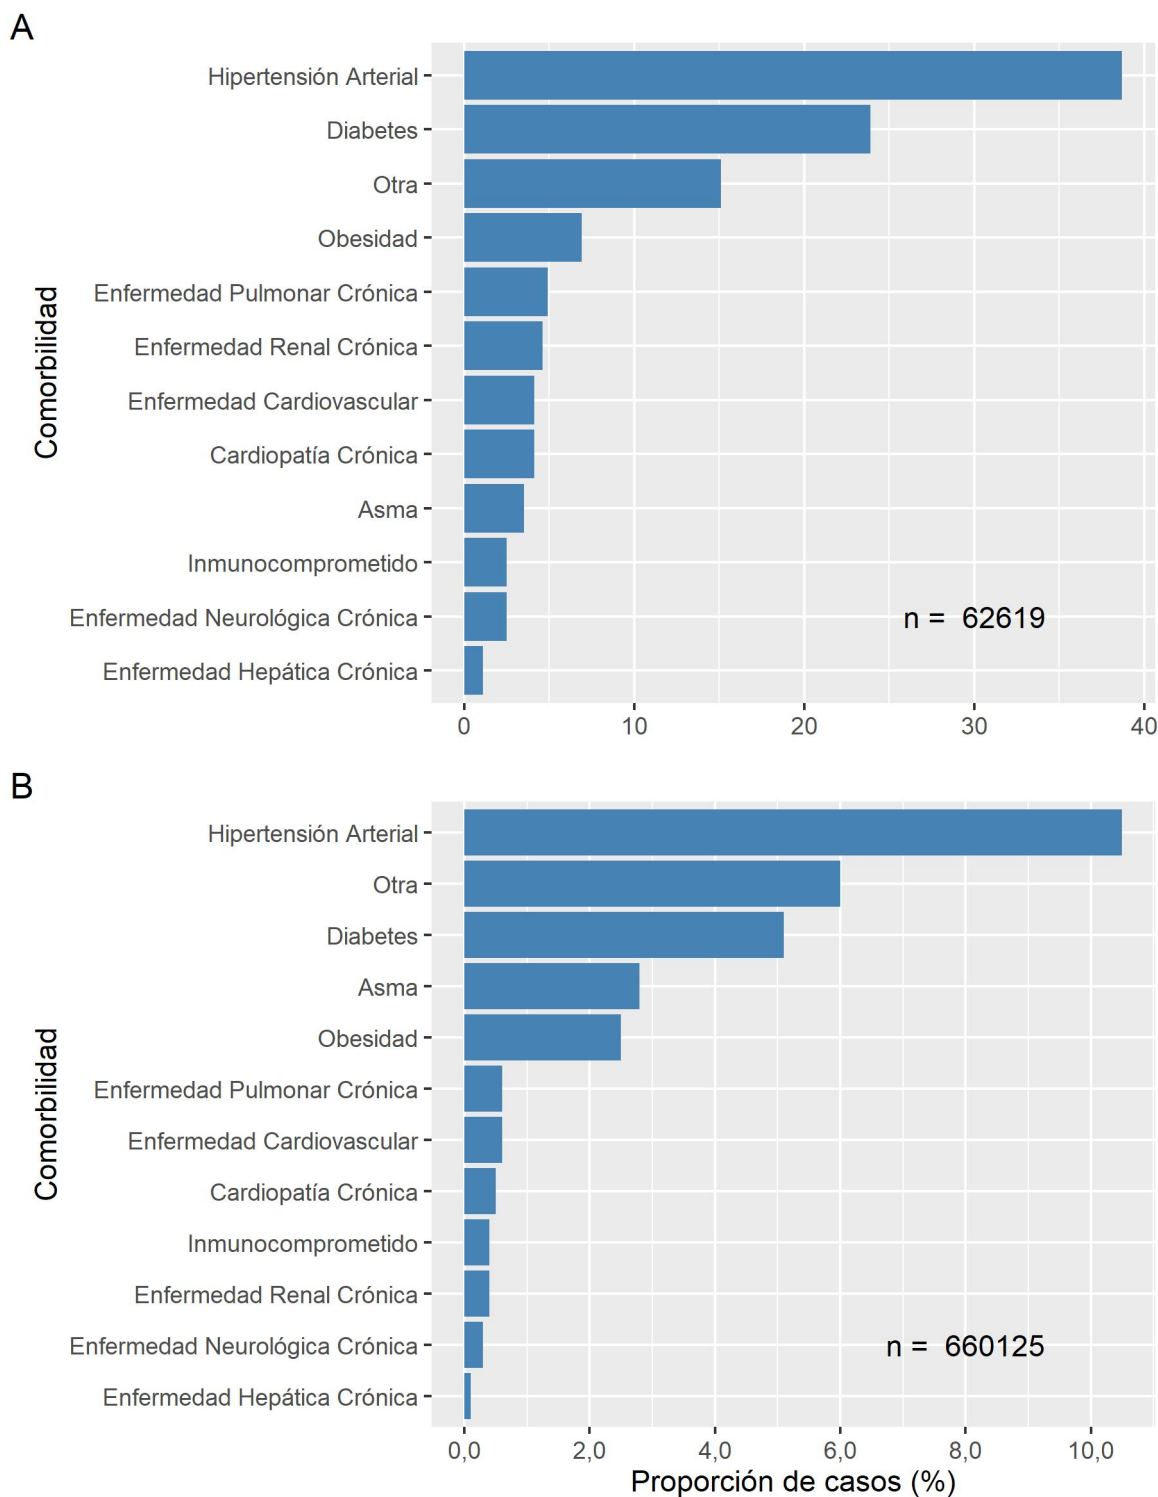 A
Comorbilidad
Hipertensión Arterial
Diabetes
Otra
Obesidad
Enfermedad Pulmonar Crónica
Enfermedad Renal Crónica
Enfermedad Cardiovascular
Cardiopatía Crónica
Asma
Inmunocomprometido
Enfermedad Neurológica Crónica
Enfermedad Hepática Crónica
n = 62619
0 10 20 30 40
B
Comorbilidad
Hipertensión Arterial
Otra
Diabetes
Asma
Obesidad
Enfermedad Pulmonar Crónica
Enfermedad Cardiovascular
Cardiopatía Crónica
Inmunocomprometido
Enfermedad Renal Crónica
Enfermedad Neurológica Crónica
Enfermedad Hepática Crónica
n = 660125
0,0 2,0 4,0 6,0 8,0 10,0
Proporción de casos (%)